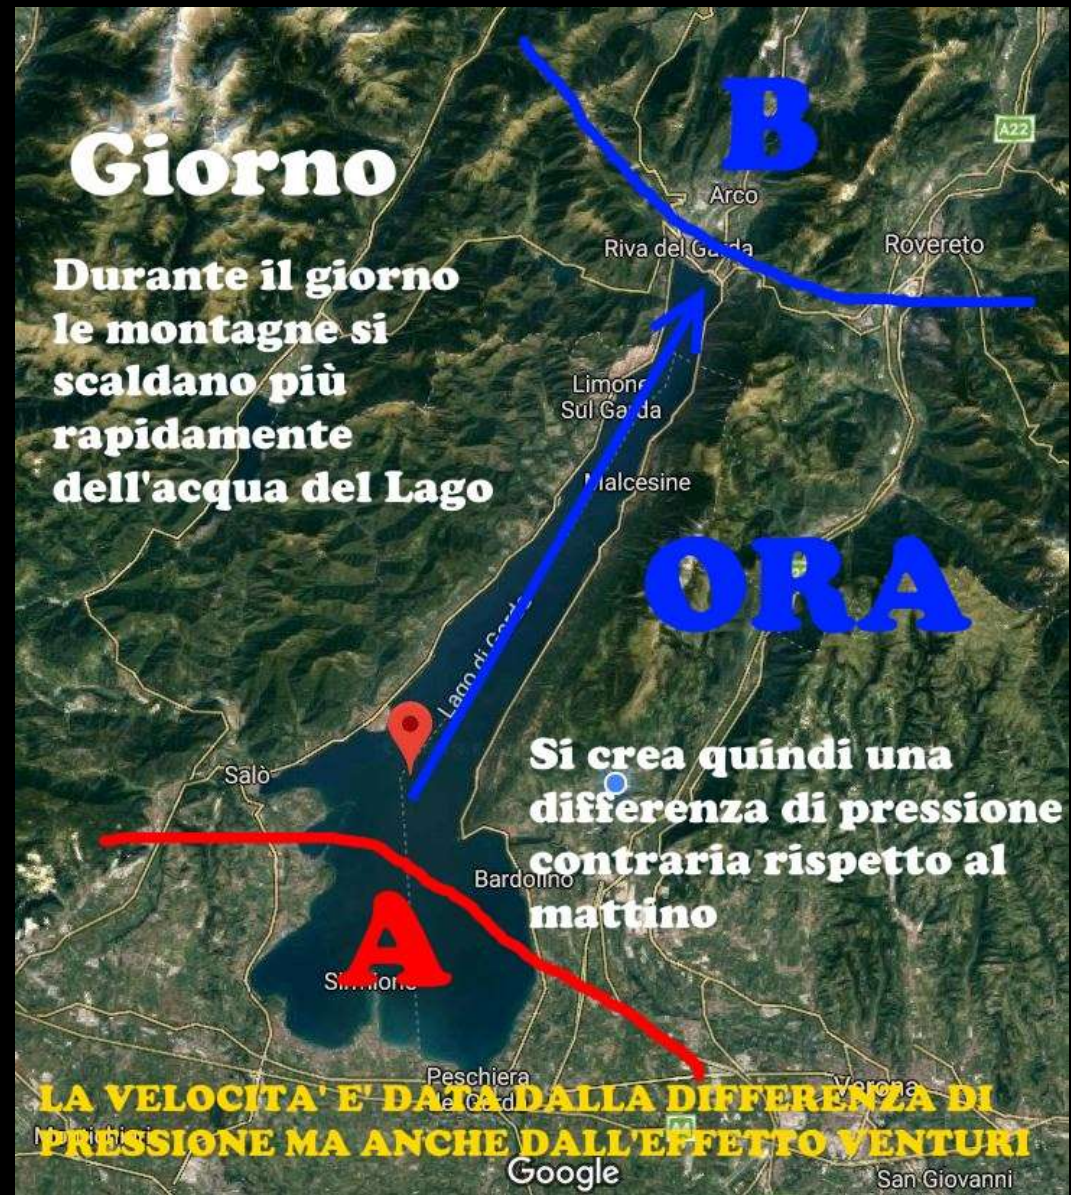 B
A22
Giorno
Arco
Riva del Garda
Rovereto
Durante il giorno
le montagne si
scaldano più
rapidamente
dell'acqua del Lago
Limone
Sul Garda
Malcesine
ORA
Lago di Garda
Si crea quindi una
differenza di pressione
contraria rispetto al
mattino
Salò
Bardolino
A
Sirmione
Peschiera
del Garda
Verona
LA VELOCITA' E' DATA DALLA DIFFERENZA DI
PRESSIONE MA ANCHE DALL'EFFETTO VENTURI
Google
San Giovanni